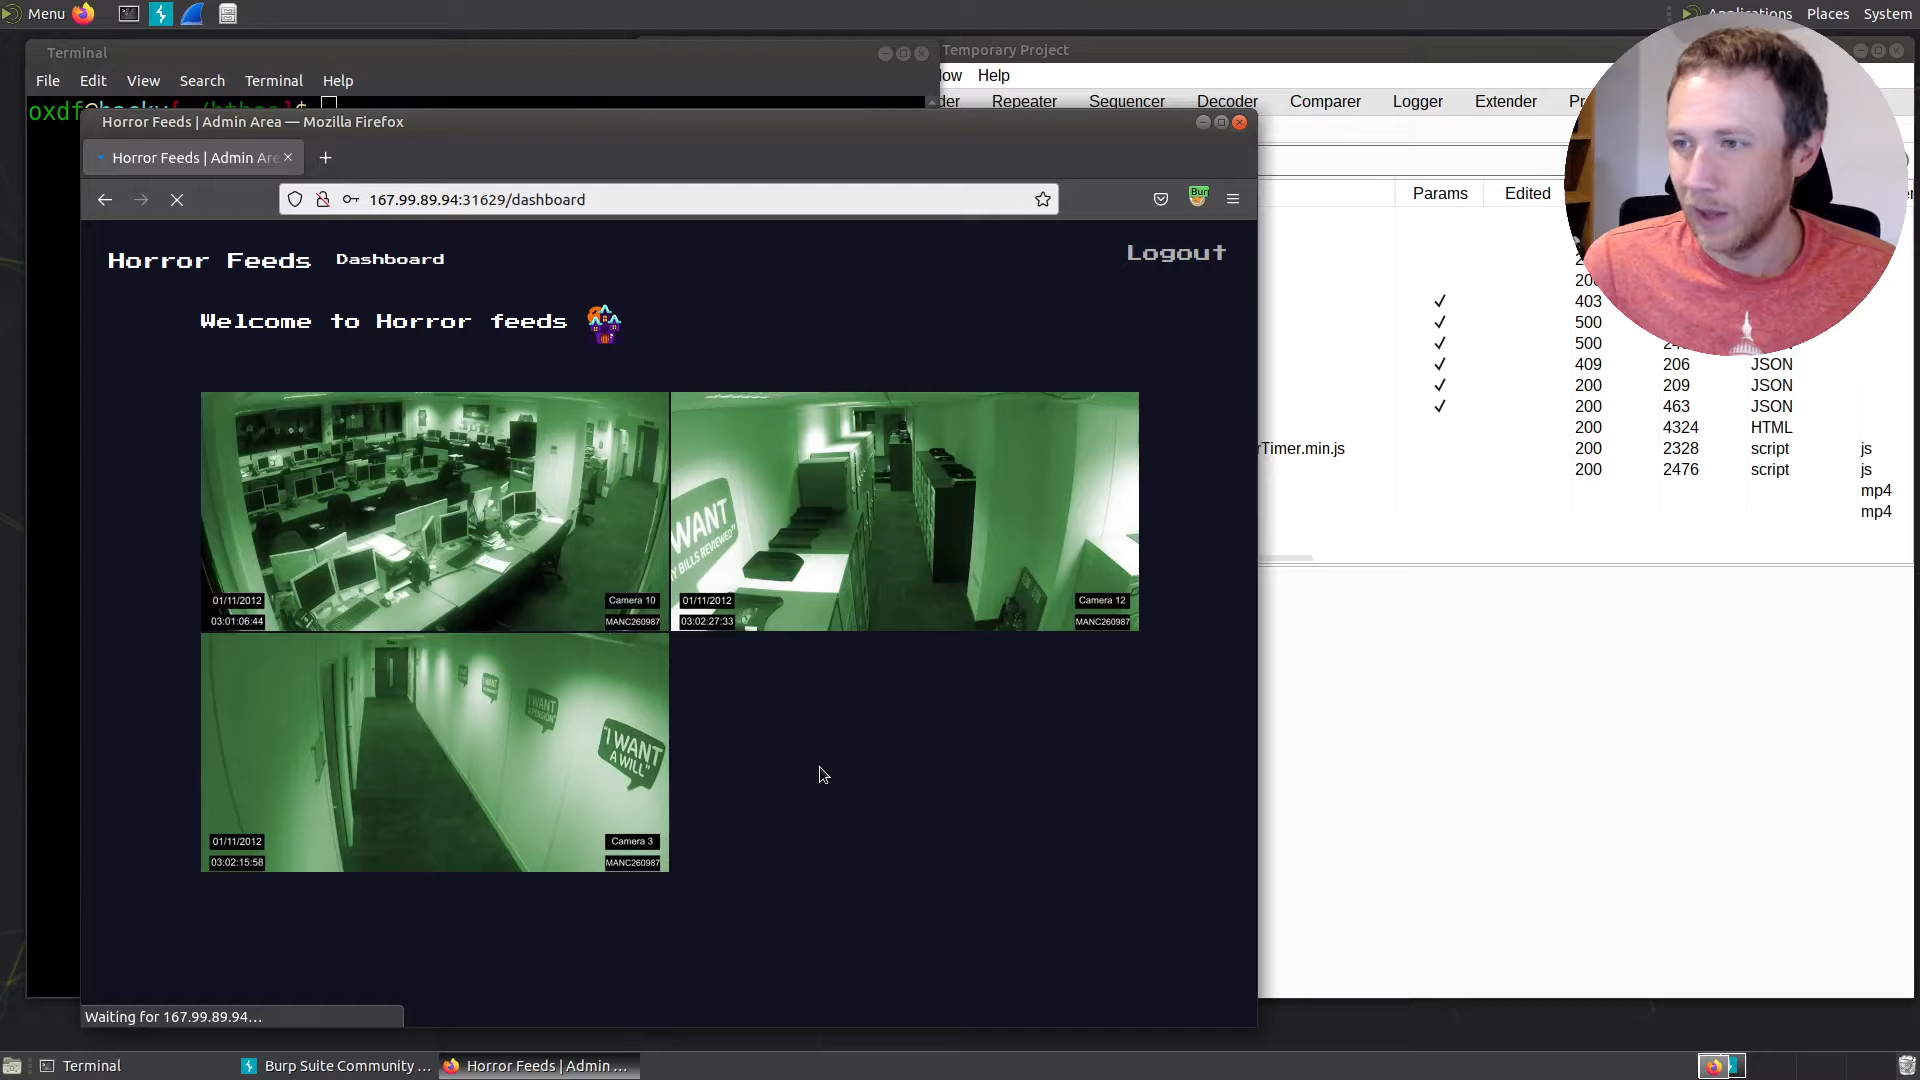 Menu
Applications Places System
Terminal
File Edit View Search Terminal Help
Temporary Project
Help
Repeater Sequencer Decoder Comparer Logger Extender
Params Edited
403
500
500
409 206 JSON
200 209 JSON
200 463 JSON
200 4324 HTML
rTimer.min.js 200 2328 script js
200 2476 script js
mp4
mp4
Horror Feeds | Admin Area — Mozilla Firefox
Horror Feeds | Admin Are
167.99.89.94:31629/dashboard
Bur
Horror Feeds Dashboard
Logout
Welcome to Horror feeds
01/11/2012
03:01:06:44
Camera 10
MANC260987
WANT
Y BILLS REVIEWED"
01/11/2012
03:02:27:33
Camera 12
MANC260987
"I WANT
A WILL"
01/11/2012
03:02:15:58
Camera 3
MANC260987
Waiting for 167.99.89.94...
Terminal
Burp Suite Community ...
Horror Feeds | Admin ...